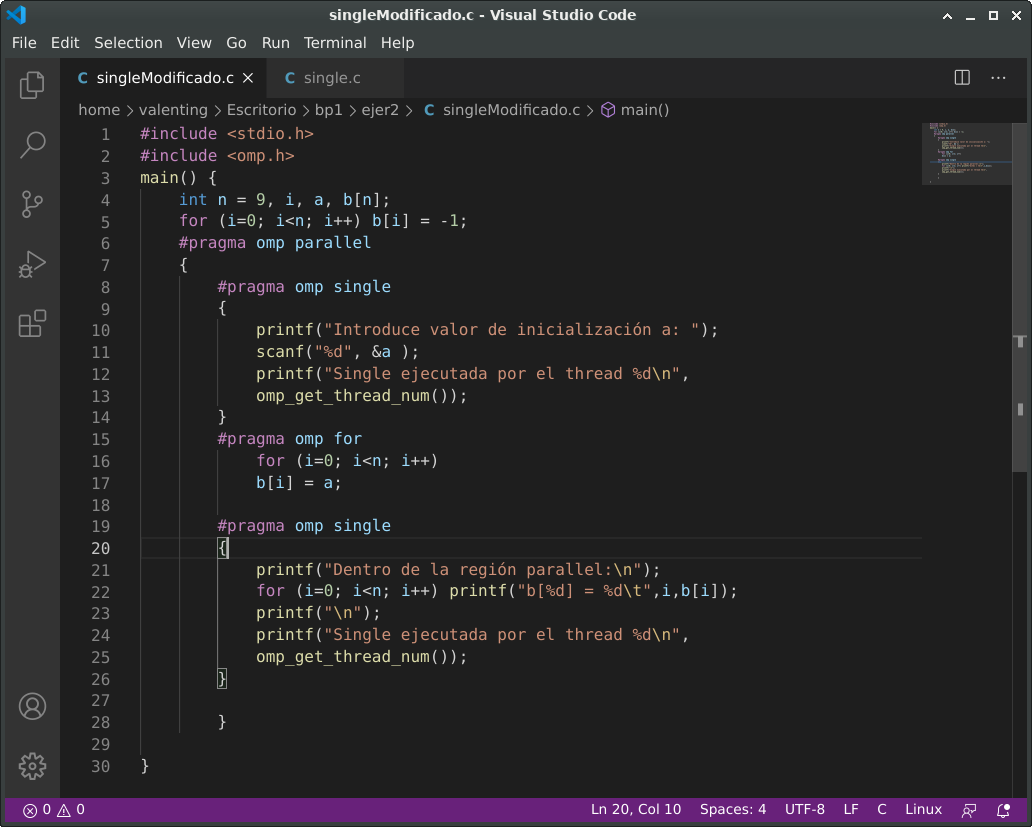 singleModificado.c - Visual Studio Code
File Edit Selection View Go Run Terminal Help
C singleModificado.c × C single.c ···
home > valenting > Escritorio > bp1 > ejer2 > C singleModificado.c > main()
1 #include <stdio.h>
2 #include <omp.h>
3 main() {
4     int n = 9, i, a, b[n];
5     for (i=0; i<n; i++) b[i] = -1;
6     #pragma omp parallel
7     {
8         #pragma omp single
9         {
10             printf("Introduce valor de inicialización a: ");
11             scanf("%d", &a );
12             printf("Single ejecutada por el thread %d\n",
13             omp_get_thread_num());
14         }
15         #pragma omp for
16             for (i=0; i<n; i++)
17             b[i] = a;
18
19         #pragma omp single
20         {
21             printf("Dentro de la región parallel:\n");
22             for (i=0; i<n; i++) printf("b[%d] = %d\t",i,b[i]);
23             printf("\n");
24             printf("Single ejecutada por el thread %d\n",
25             omp_get_thread_num());
26         }
27
28         }
29
30 }
0 0 Ln 20, Col 10 Spaces: 4 UTF-8 LF C Linux